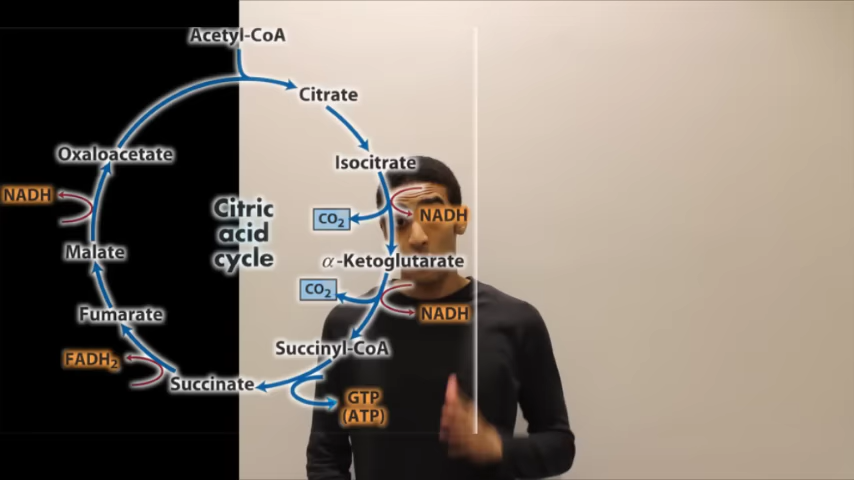 Acetyl-CoA
Citrate
Isocitrate
NADH
CO₂
α-Ketoglutarate
CO₂
NADH
Succinyl-CoA
GTP
(ATP)
Succinate
FADH₂
Fumarate
Malate
NADH
Oxaloacetate
Citric
acid
cycle